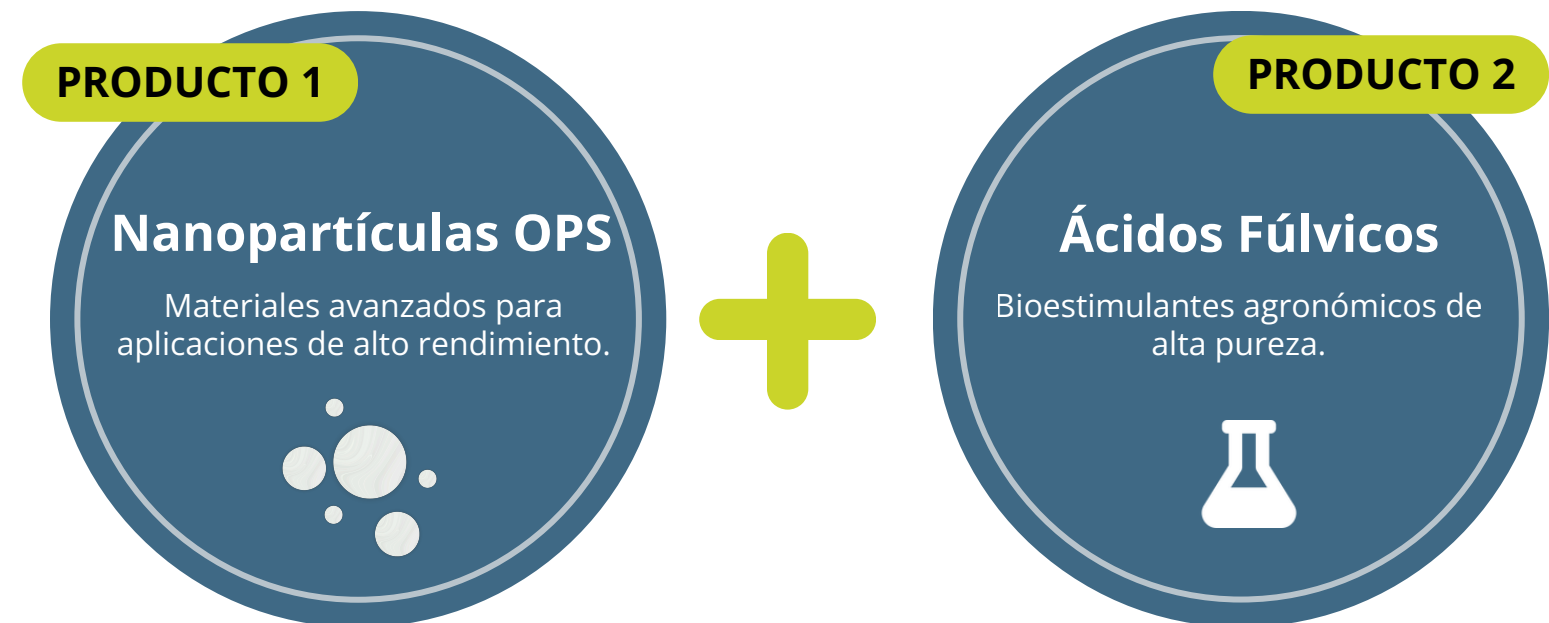 PRODUCTO 1
Nanopartículas OPS
Materiales avanzados para
aplicaciones de alto rendimiento.
PRODUCTO 2
Ácidos Fúlvicos
Bioestimulantes agronómicos de
alta pureza.